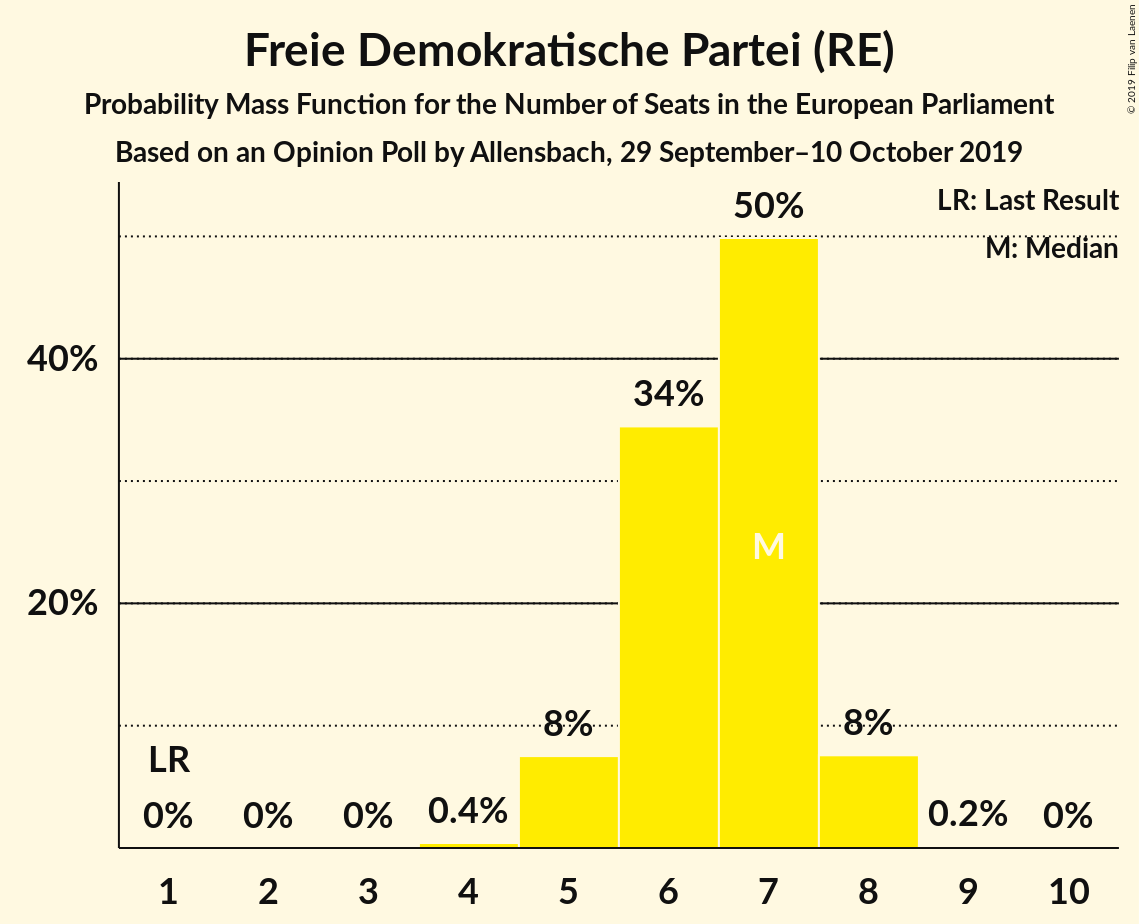 Freie Demokratische Partei (RE)
Probability Mass Function for the Number of Seats in the European Parliament
Based on an Opinion Poll by Allensbach, 29 September–10 October 2019
© 2019 Filip van Laenen
LR: Last Result
M: Median
50%
40%
34%
M
20%
8%
8%
LR
0%
0%
0%
0.4%
0.2%
0%
1 2 3 4 5 6 7 8 9 10